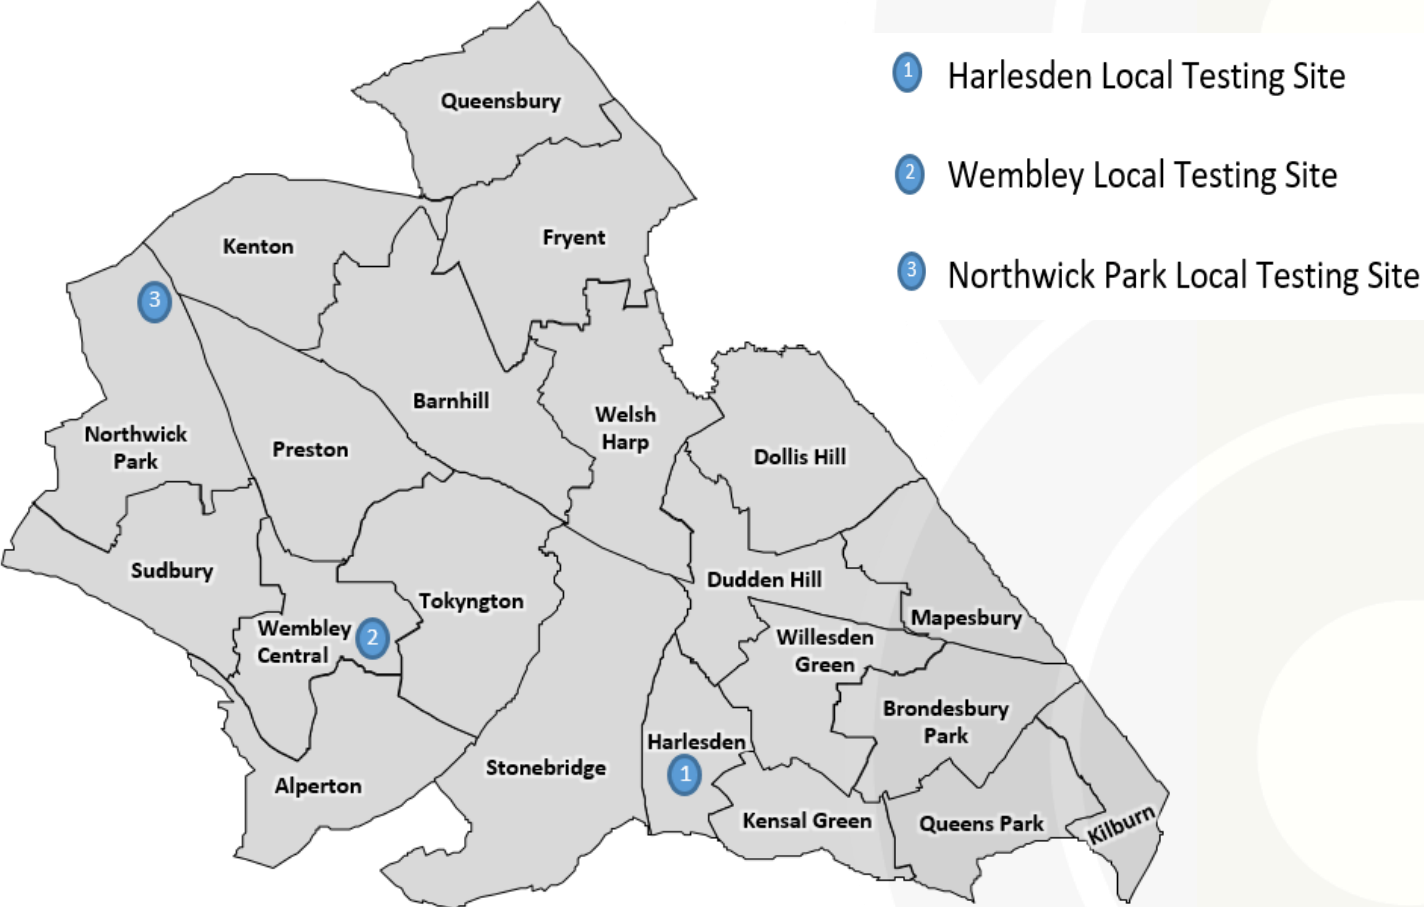 1 Harlesden Local Testing Site
2 Wembley Local Testing Site
3 Northwick Park Local Testing Site
Queensbury
Kenton
Fryent
3
Barnhill
Welsh
Harp
Northwick
Park
Preston
Dollis Hill
Sudbury
Dudden Hill
Tokyngton
Mapesbury
Wembley
Central
2
Willesden
Green
Brondesbury
Park
Harlesden
1
Stonebridge
Alperton
Kensal Green
Queens Park
Kilburn